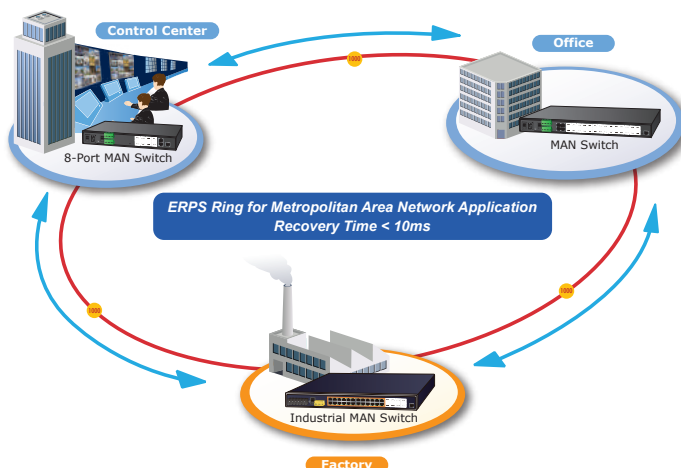 Control Center
Office
1000
8-Port MAN Switch
MAN Switch
ERPS Ring for Metropolitan Area Network Application
Recovery Time < 10ms
1000
1000
Industrial MAN Switch
Factory